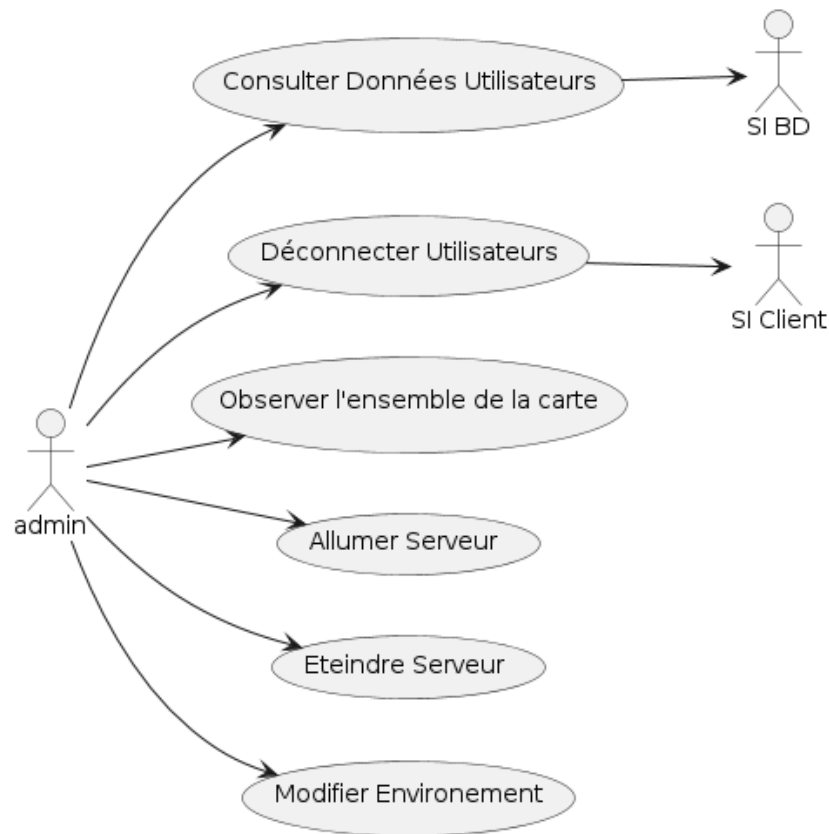 Consulter Données Utilisateurs
SI BD
Déconnecter Utilisateurs
SI Client
Observer l'ensemble de la carte
admin
Allumer Serveur
Eteindre Serveur
Modifier Environement